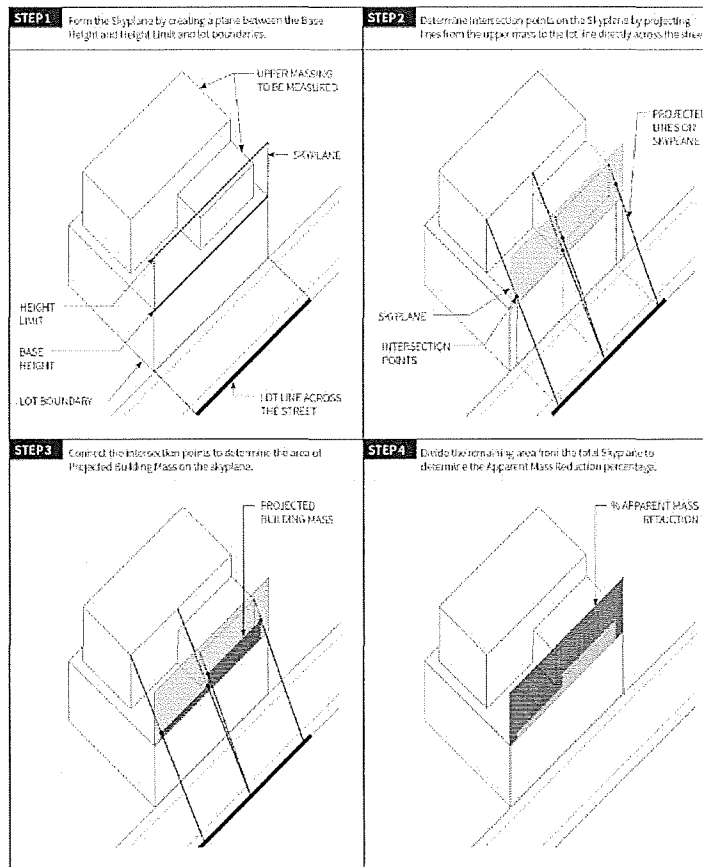 STEP 1
Form the Skyplane by creating a plane between the Base
Height and Height Limit and lot boundaries.
UPPER MASSING
TO BE MEASURED
SKYPLANE
HEIGHT
LIMIT
BASE
HEIGHT
LOT BOUNDARY
LOT LINE ACROSS
THE STREET
STEP 2
Determine Intersection points on the Skyplane by projecting
lines from the upper mass to the lot line directly across the street
PROJECTED
LINES ON
SKYPLANE
SKYPLANE
INTERSECTION
POINTS
STEP 3
Connect the intersection points to determine the area of
Projected Building Mass on the skyplane.
PROJECTED
BUILDING MASS
STEP 4
Divide the remaining area from the total Skyplane to
determine the Apparent Mass Reduction percentage.
% APPARENT MASS
REDUCTION